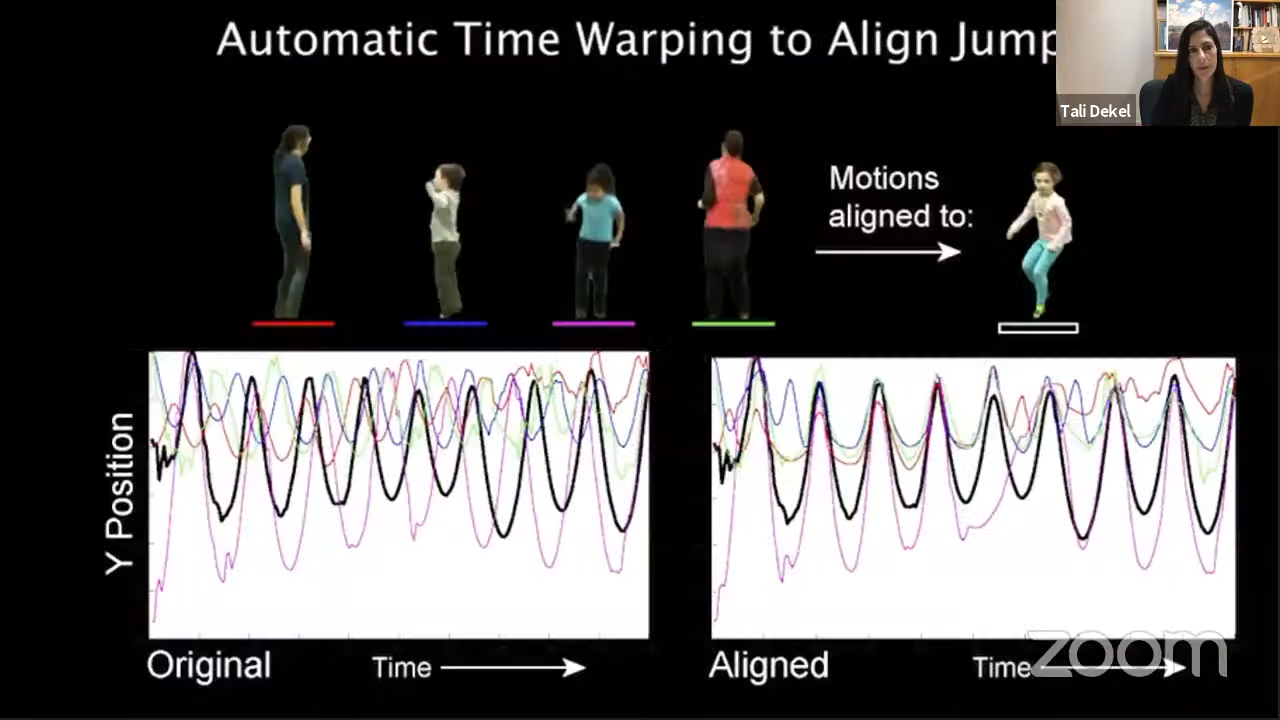 Automatic Time Warping to Align Jump
Tali Dekel
Motions
aligned to:
Y Position
Original
Time
Aligned
Time
zoom